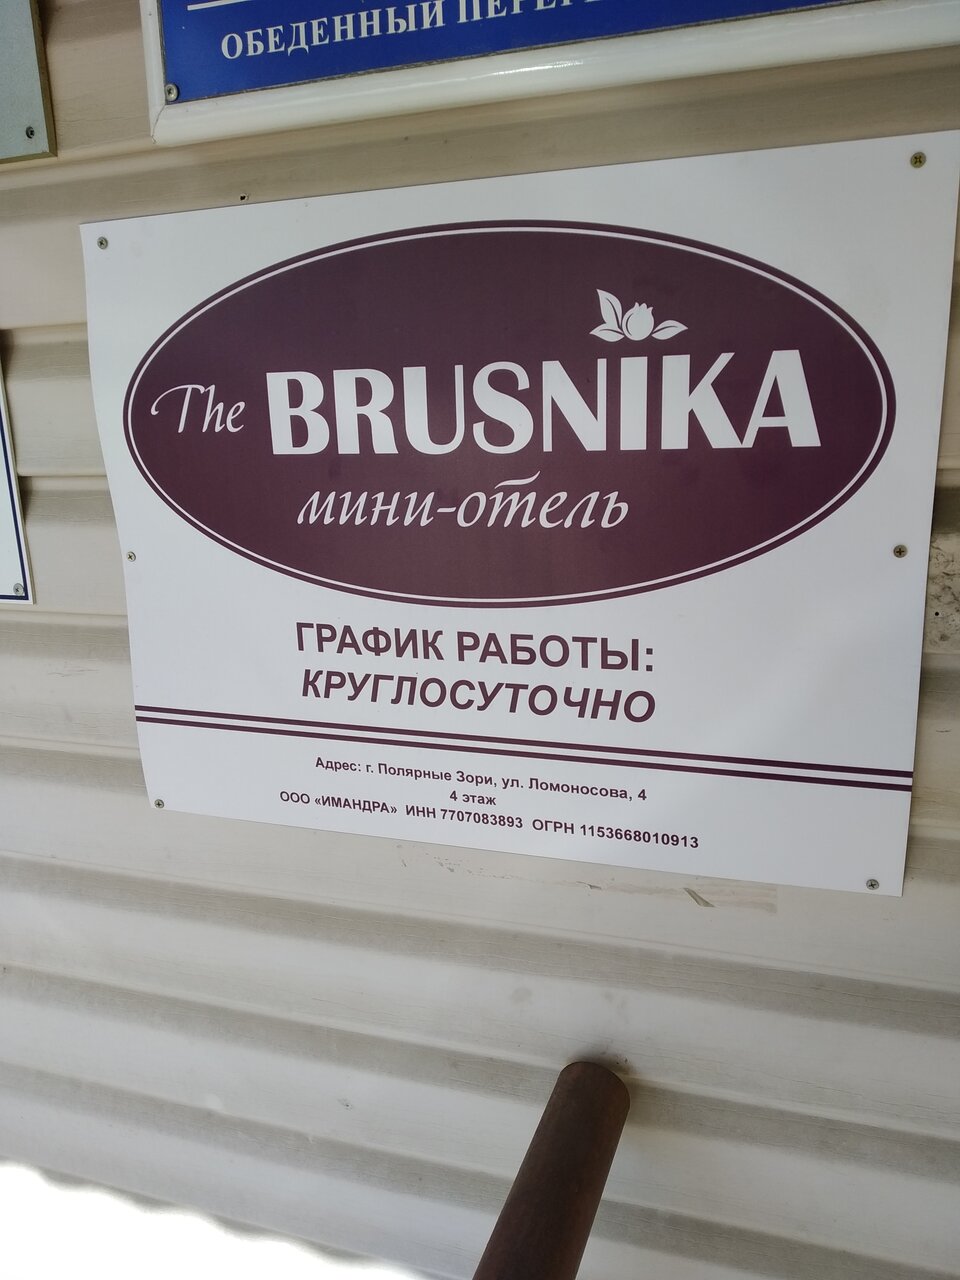 ОБЕДЕННЫЙ
The BRUSNIKA
мини-отель
ГРАФИК РАБОТЫ:
КРУГЛОСУТОЧНО
Адрес: г. Полярные Зори, ул. Ломоносова, 4
4 этаж
ООО «ИМАНДРА» ИНН 7707083893 ОГРН 1153668010913